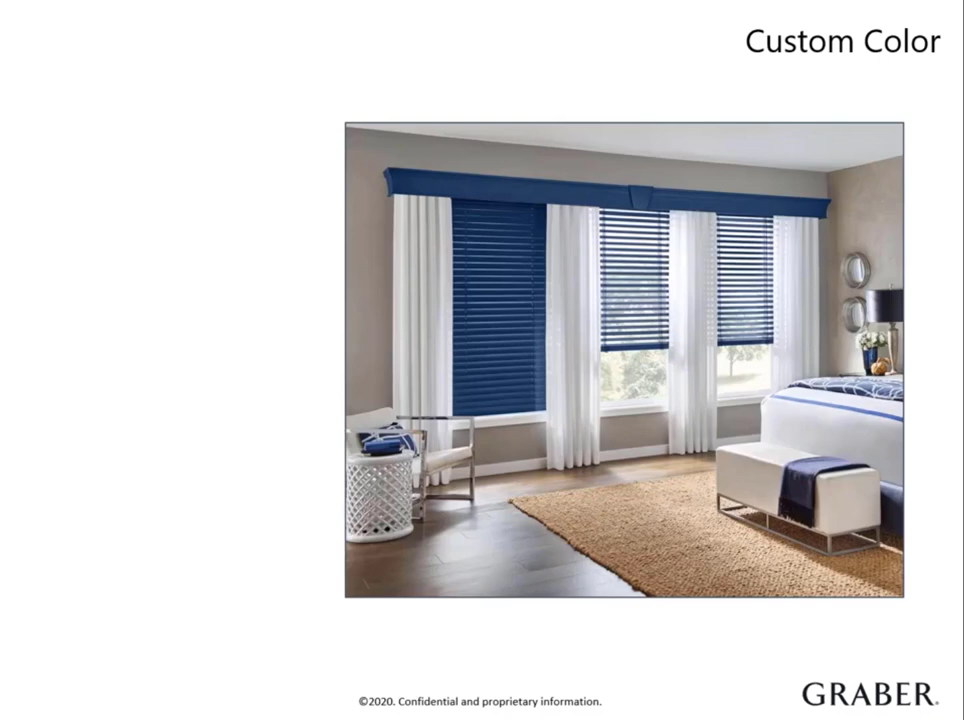 Custom Color
©2020. Confidential and proprietary information.
GRABER®